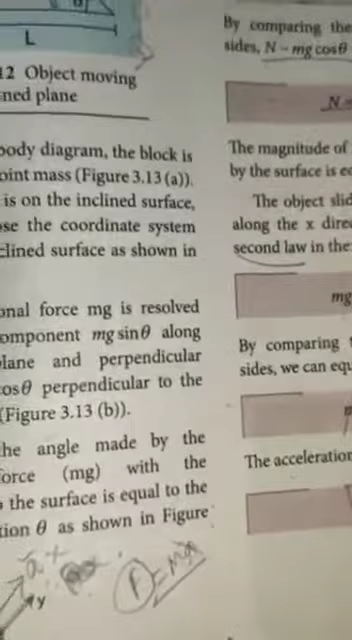 L
12 Object moving
ned plane
body diagram, the block is
oint mass (Figure 3.13 (a)).
is on the inclined surface,
ose the coordinate system
clined surface as shown in
onal force mg is resolved
omponent mg sinθ along
lane and perpendicular
cosθ perpendicular to the
(Figure 3.13 (b)).
he angle made by the
force (mg) with the
the surface is equal to the
tion θ as shown in Figure
a +
y
F = ma
By comparing the
sides, N – mg cosθ
N =
The magnitude of
by the surface is e
The object slid
along the x dire
second law in the
mg
By comparing
sides, we can equ
The acceleration